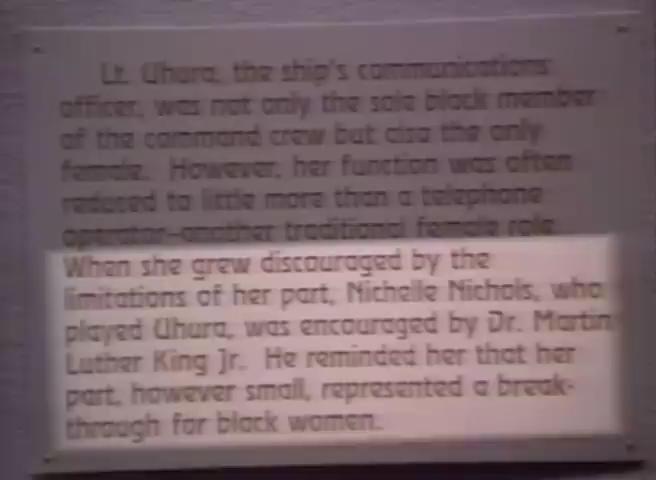 Lt. Uhura, the ship's communications
officer, was not only the sole black member
of the command crew but also the only
female. However, her function was often
reduced to little more than a telephone
operator—another traditional female role.
When she grew discouraged by the
limitations of her part, Nichelle Nichols, who
played Uhura, was encouraged by Dr. Martin
Luther King Jr. He reminded her that her
part, however small, represented a break-
through for black women.